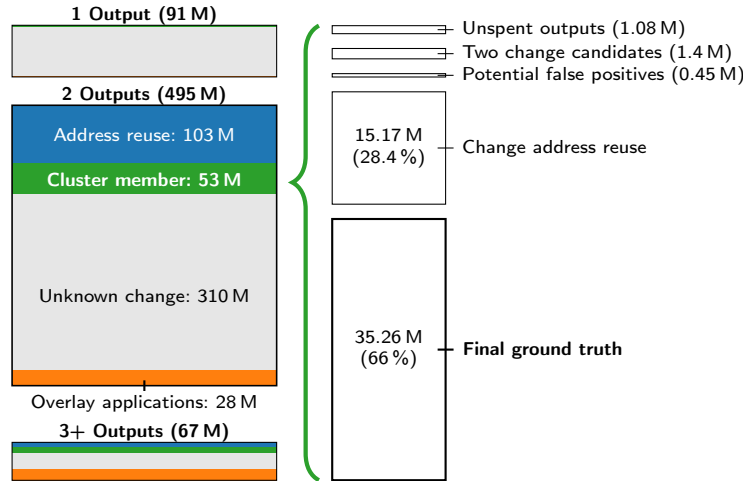 1 Output (91 M)
2 Outputs (495 M)
Address reuse: 103 M
Cluster member: 53 M
Unknown change: 310 M
Overlay applications: 28 M
3+ Outputs (67 M)
Unspent outputs (1.08 M)
Two change candidates (1.4 M)
Potential false positives (0.45 M)
15.17 M
(28.4 %)
Change address reuse
35.26 M
(66 %)
Final ground truth